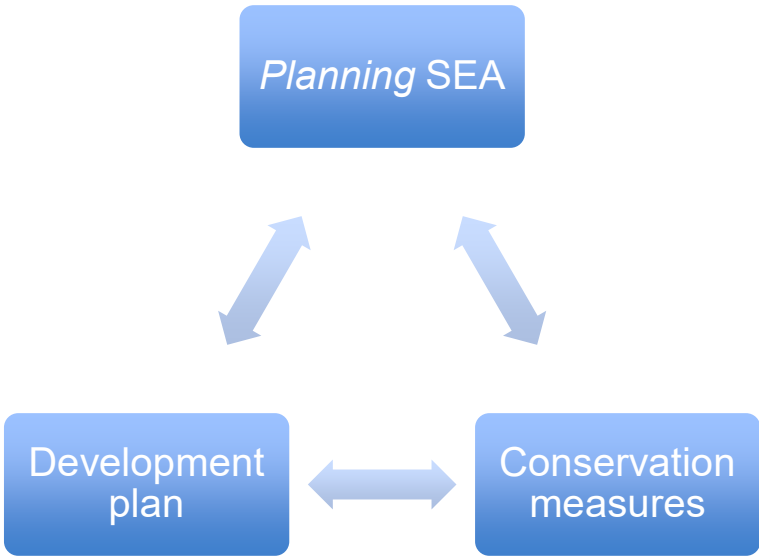 Planning SEA
Development
plan
Conservation
measures